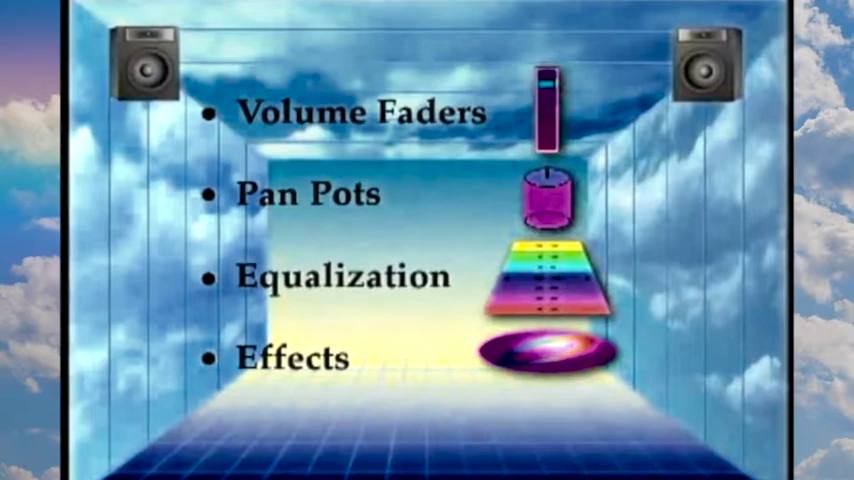 • Volume Faders
• Pan Pots
• Equalization
• Effects